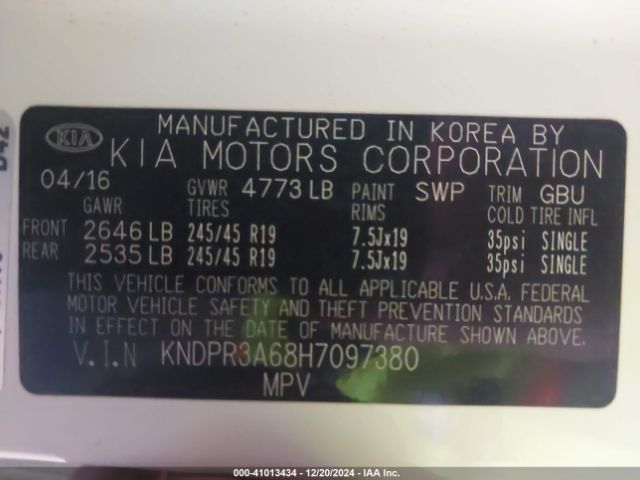 MANUFACTURED IN KOREA BY
KIA KIA MOTORS CORPORATION
04/16 GVWR 4773 LB PAINT SWP TRIM GBU
GAWR TIRES RIMS COLD TIRE INFL
FRONT 2646 LB 245/45 R19 7.5Jx19 35psi SINGLE
REAR 2535 LB 245/45 R19 7.5Jx19 35psi SINGLE
THIS VEHICLE CONFORMS TO ALL APPLICABLE U.S.A. FEDERAL
MOTOR VEHICLE SAFETY AND THEFT PREVENTION STANDARDS
IN EFFECT ON THE DATE OF MANUFACTURE SHOWN ABOVE.
V.I.N KNDPR3A68H7097380
MPV
000-41013434 - 12/20/2024 - IAA Inc.